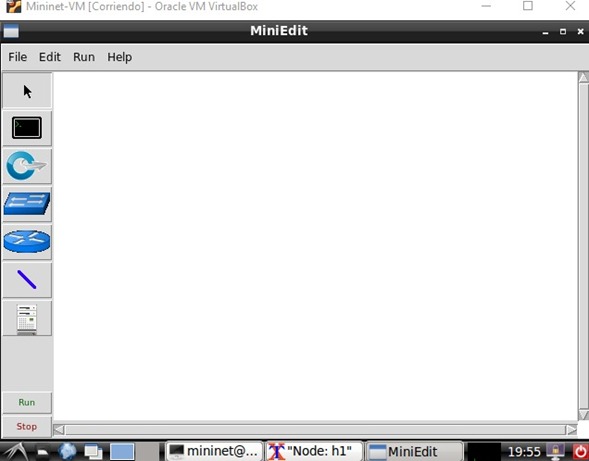 Mininet-VM [Corriendo] - Oracle VM VirtualBox
MiniEdit
File Edit Run Help
Run
Stop
mininet@... "Node: h1" MiniEdit 19:55